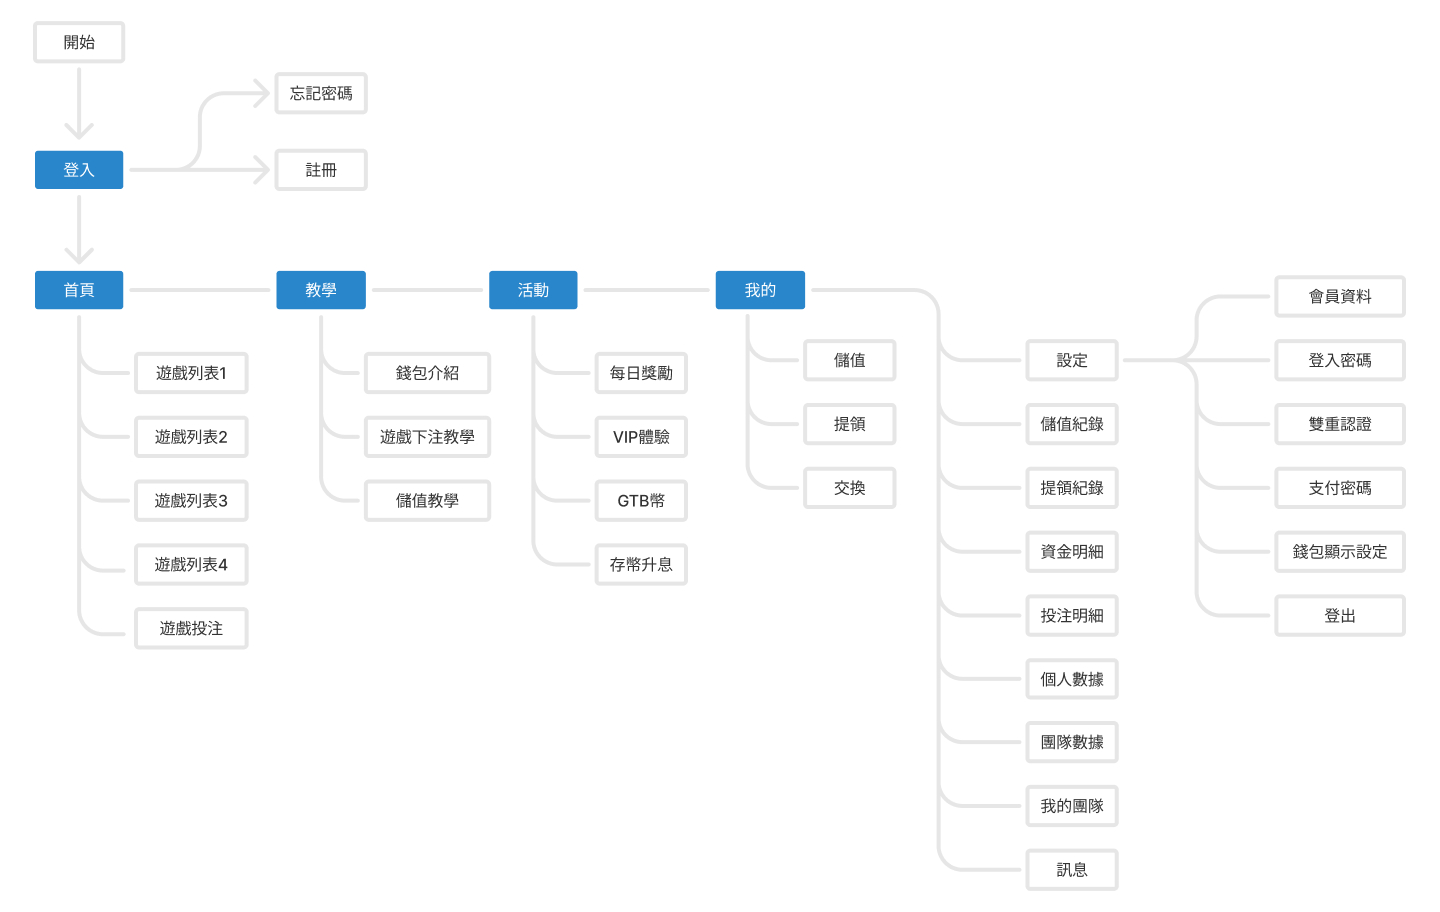 開始
忘記密碼
登入
註冊
首頁
教學
活動
我的
遊戲列表1
遊戲列表2
遊戲列表3
遊戲列表4
遊戲投注
錢包介紹
遊戲下注教學
儲值教學
每日獎勵
VIP體驗
GTB幣
存幣升息
儲值
提領
交換
設定
儲值紀錄
提領紀錄
資金明細
投注明細
個人數據
團隊數據
我的團隊
訊息
會員資料
登入密碼
雙重認證
支付密碼
錢包顯示設定
登出